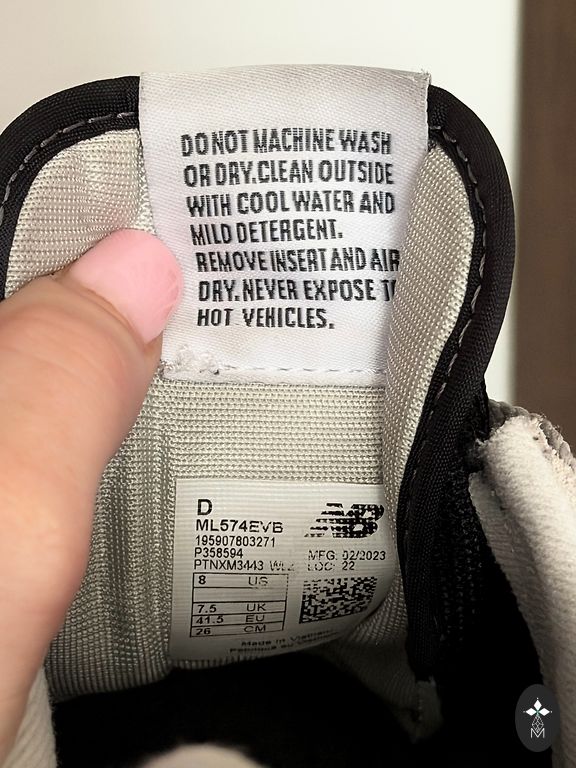 DO NOT MACHINE WASH
OR DRY.CLEAN OUTSIDE
WITH COOL WATER AND
MILD DETERGENT.
REMOVE INSERT AND AIR
DRY. NEVER EXPOSE TO
HOT VEHICLES.
D
ML574EVB
195907803271
P358594 MFG: 02/2023
PTNXM3443 LOC: 22
8 US
7.5 UK
41.5 EU
26 CM
Made in Vietnam
Fabriqué au